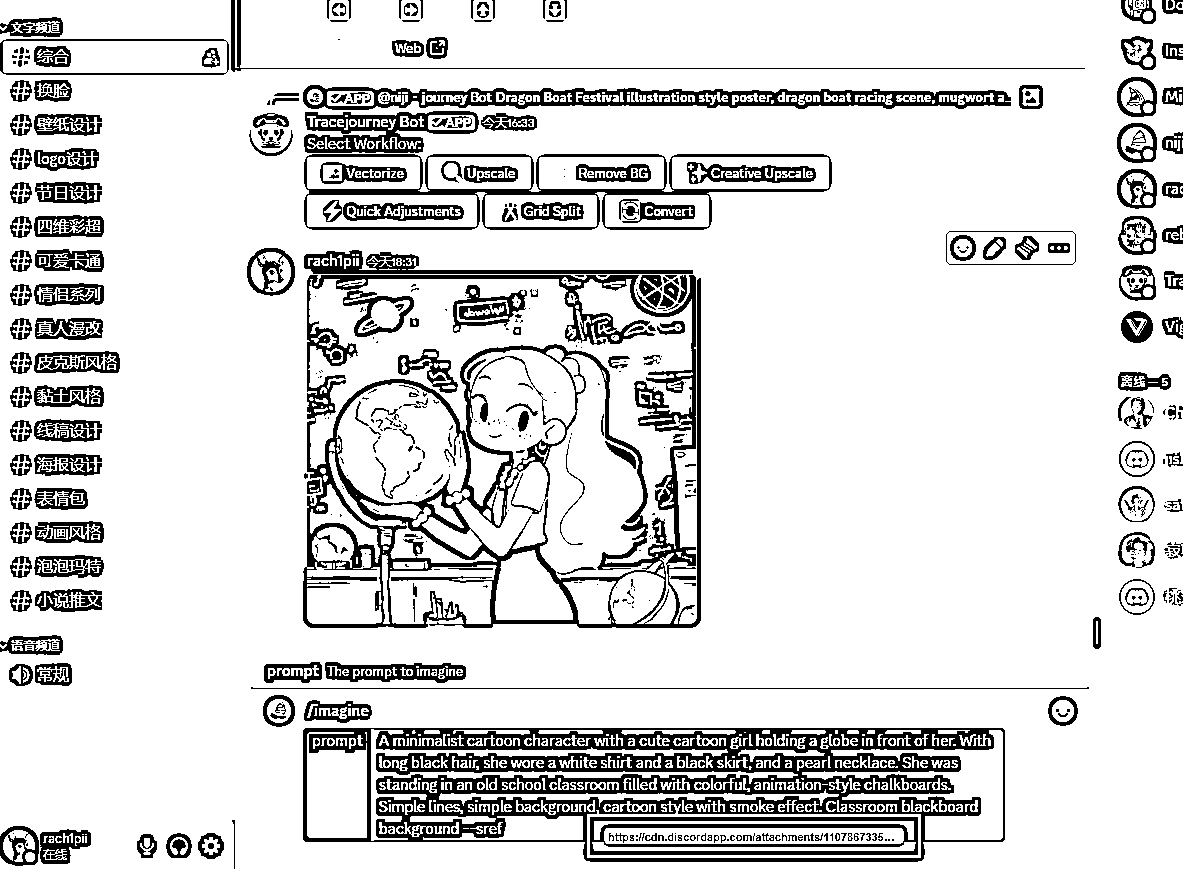 文字频道
综合
换脸
壁纸设计
logo设计
节日设计
四维彩超
可爱卡通
情侣系列
真人漫改
皮克斯风格
黏土风格
线稿设计
海报设计
表情包
动画风格
泡泡玛特
小说推文
语音频道
常规
rach1pii
在线
Web
APP @niji・journey Bot Dragon Boat Festival illustration style poster, dragon boat racing scene, mugwort a..
Tracejourney Bot APP 今天16:33
Select Workflow:
Vectorize Upscale Remove BG Creative Upscale
Quick Adjustments Grid Split Convert
rach1pii 今天18:31
prompt The prompt to imagine
/imagine
prompt A minimalist cartoon character with a cute cartoon girl holding a globe in front of her. With
long black hair, she wore a white shirt and a black skirt, and a pearl necklace. She was
standing in an old school classroom filled with colorful, animation-style chalkboards.
Simple lines, simple background, cartoon style with smoke effect. Classroom blackboard
background --sref
https://cdn.discordapp.com/attachments/1107867335...
Do
Ins
Mi
nij
rac
reb
Tra
离线—5